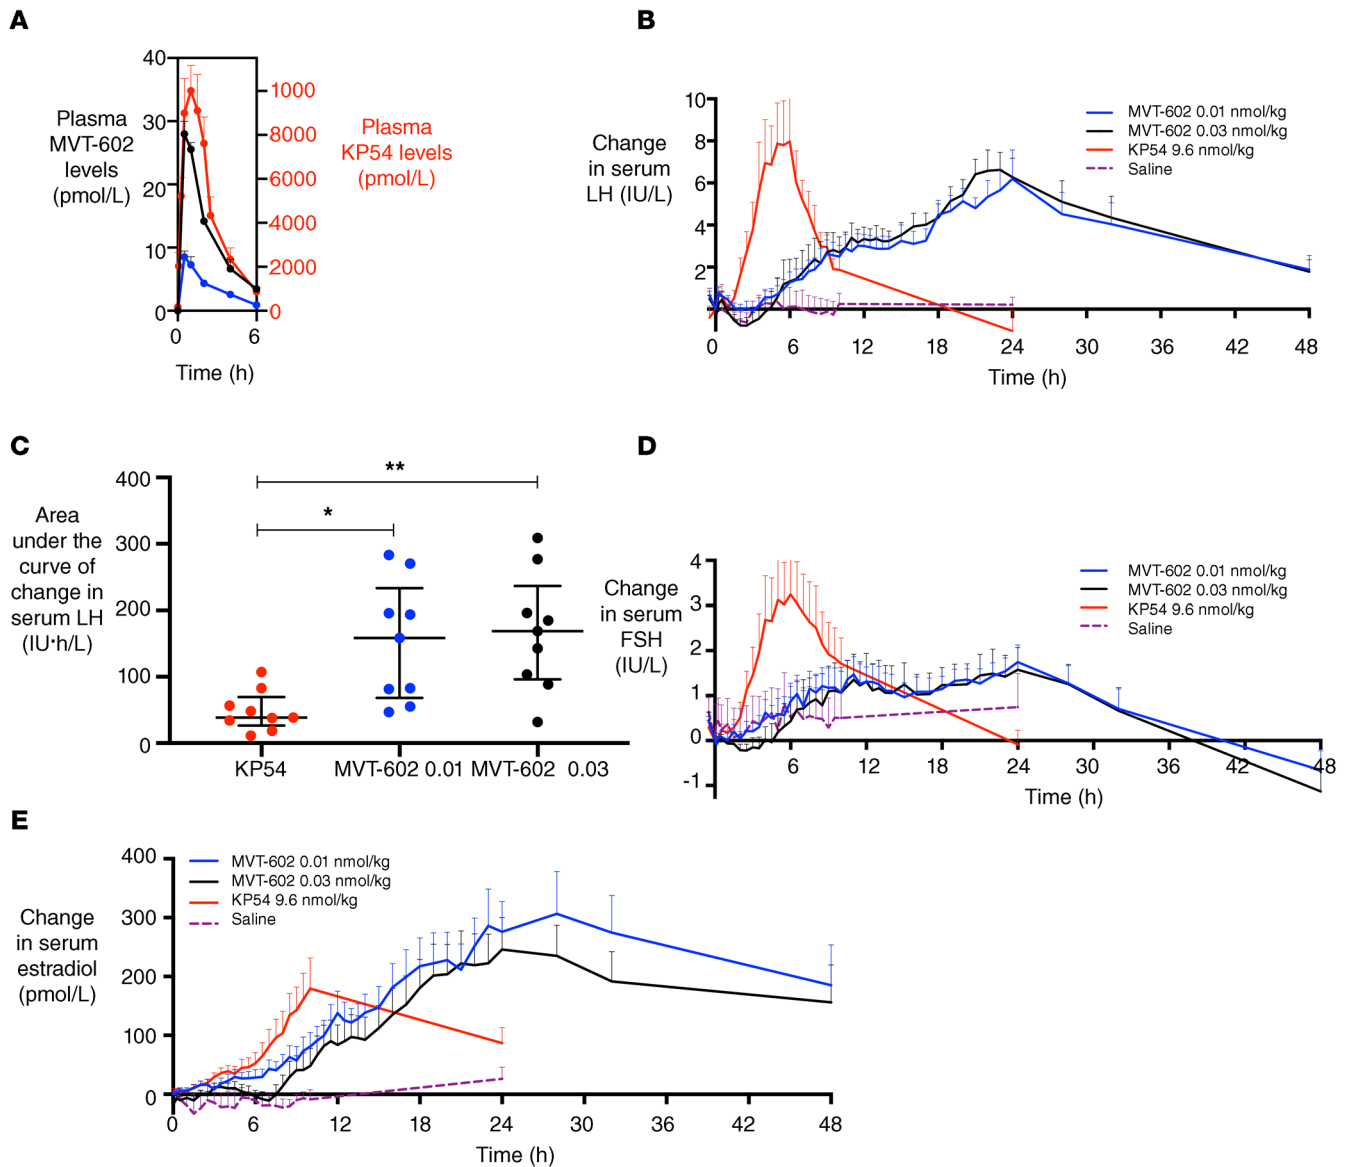 A
Plasma
MVT-602
levels
(pmol/L)
40
30
20
10
0
1000
8000
6000
4000
2000
0
Plasma
KP54 levels
(pmol/L)
0
6
Time (h)
B
Change
in serum
LH (IU/L)
10
8
6
4
2
MVT-602 0.01 nmol/kg
MVT-602 0.03 nmol/kg
KP54 9.6 nmol/kg
Saline
0 6 12 18 24 30 36 42 48
Time (h)
C
Area
under the
curve of
change in
serum LH
(IU·h/L)
400
300
200
100
0
**
*
KP54 MVT-602 0.01 MVT-602 0.03
D
Change
in serum
FSH
(IU/L)
4
3
2
1
0
-1
MVT-602 0.01 nmol/kg
MVT-602 0.03 nmol/kg
KP54 9.6 nmol/kg
Saline
6 12 18 24 30 36 42 48
Time (h)
E
Change
in serum
estradiol
(pmol/L)
400
300
200
100
0
MVT-602 0.01 nmol/kg
MVT-602 0.03 nmol/kg
KP54 9.6 nmol/kg
Saline
0 6 12 18 24 30 36 42 48
Time (h)